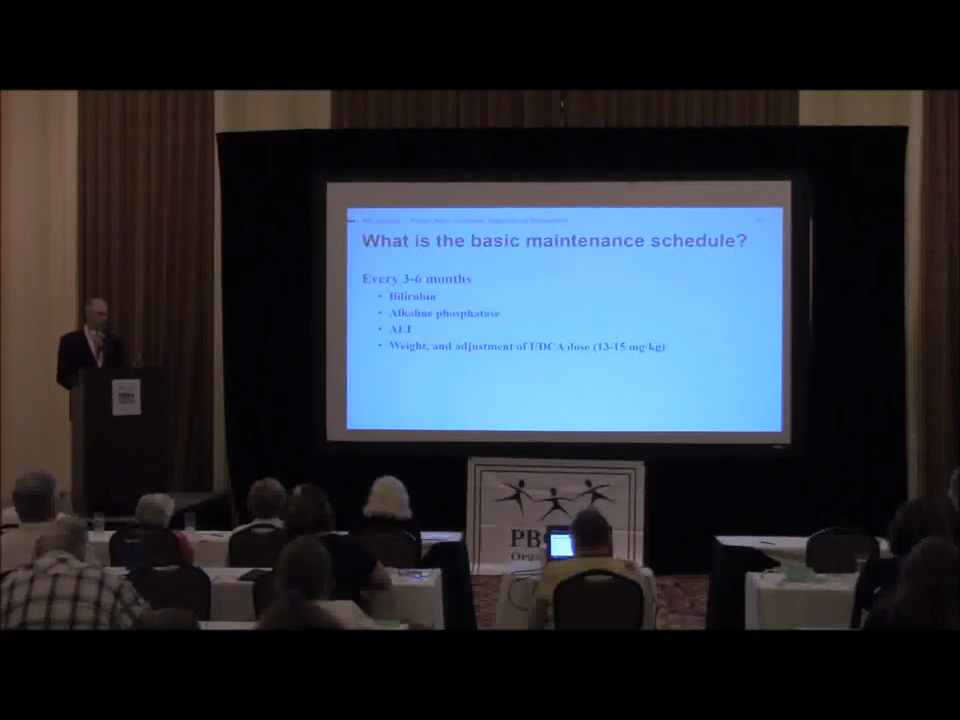 What is the basic maintenance schedule?
Every 3-6 months
• Bilirubin
• Alkaline phosphatase
• ALT
• Weight, and adjustment of UDCA dose (13-15 mg/kg)
PBC